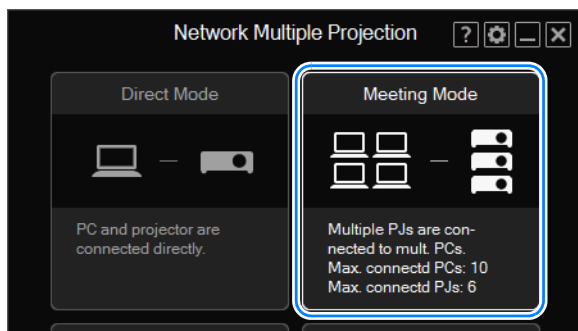 Network Multiple Projection ?
Direct Mode
PC and projector are
connected directly.
Meeting Mode
Multiple PJs are con-
nected to mult. PCs.
Max. connectd PCs: 10
Max. connectd PJs: 6